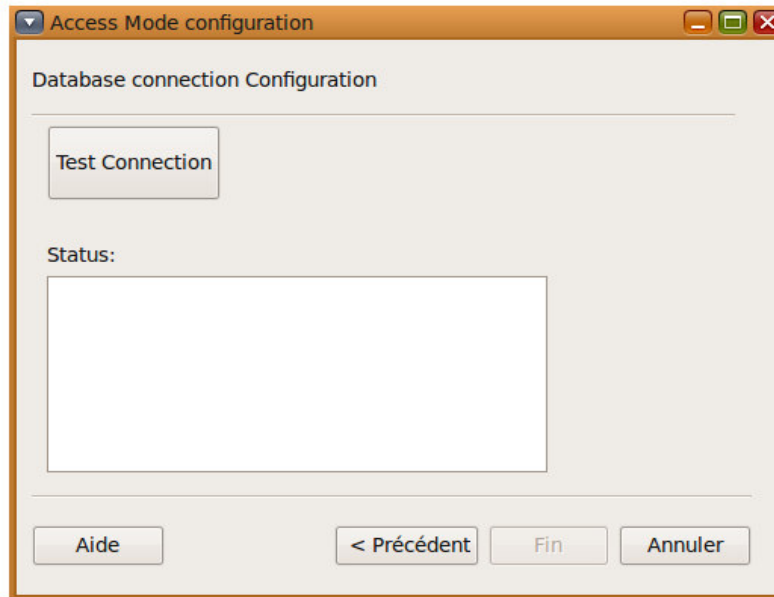 Access Mode configuration
Database connection Configuration
Test Connection
Status:
Aide
< Précédent
Fin
Annuler